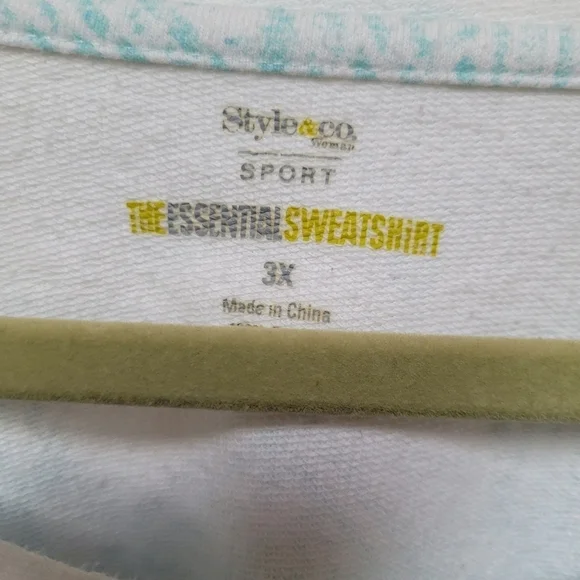 Style&co.
Woman
SPORT
THE ESSENTIAL SWEATSHiRT
3X
Made in China